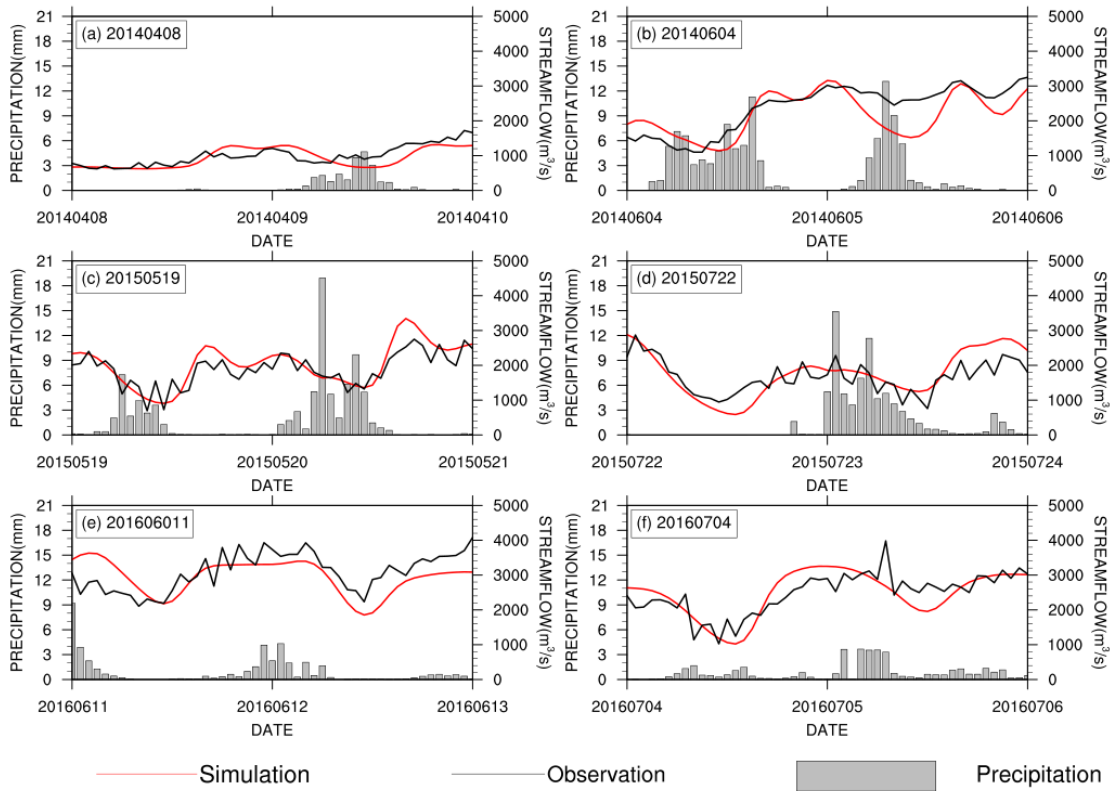 (a) 20140408
PRECIPITATION(mm)
21
18
15
12
9
6
3
0
5000
4000
3000
2000
1000
0
STREAMFLOW(m³/s)
20140408 20140409 20140410
DATE
(b) 20140604
PRECIPITATION(mm)
21
18
15
12
9
6
3
0
5000
4000
3000
2000
1000
0
STREAMFLOW(m³/s)
20140604 20140605 20140606
DATE
(c) 20150519
PRECIPITATION(mm)
21
18
15
12
9
6
3
0
5000
4000
3000
2000
1000
0
STREAMFLOW(m³/s)
20150519 20150520 20150521
DATE
(d) 20150722
PRECIPITATION(mm)
21
18
15
12
9
6
3
0
5000
4000
3000
2000
1000
0
STREAMFLOW(m³/s)
20150722 20150723 20150724
DATE
(e) 201606011
PRECIPITATION(mm)
21
18
15
12
9
6
3
0
5000
4000
3000
2000
1000
0
STREAMFLOW(m³/s)
20160611 20160612 20160613
DATE
(f) 20160704
PRECIPITATION(mm)
21
18
15
12
9
6
3
0
5000
4000
3000
2000
1000
0
STREAMFLOW(m³/s)
20160704 20160705 20160706
DATE
Simulation Observation Precipitation